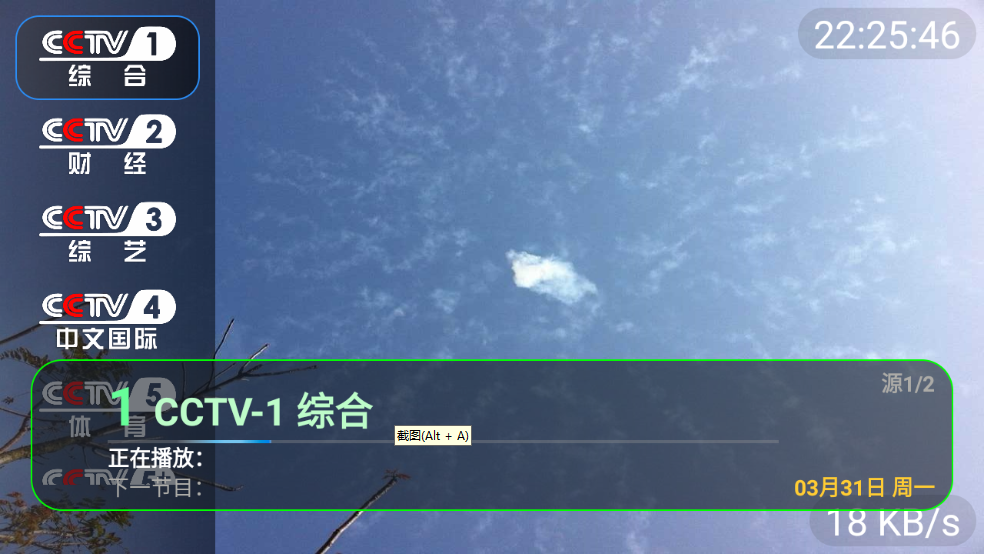 CCTV 1
综 合
22:25:46
CCTV 2
财 经
CCTV 3
综 艺
CCTV 4
中文国际
CCTV 5
体 育
源1/2
1 CCTV-1 综合
截图(Alt + A)
正在播放：
下一节目：
03月31日 周一
18 KB/s